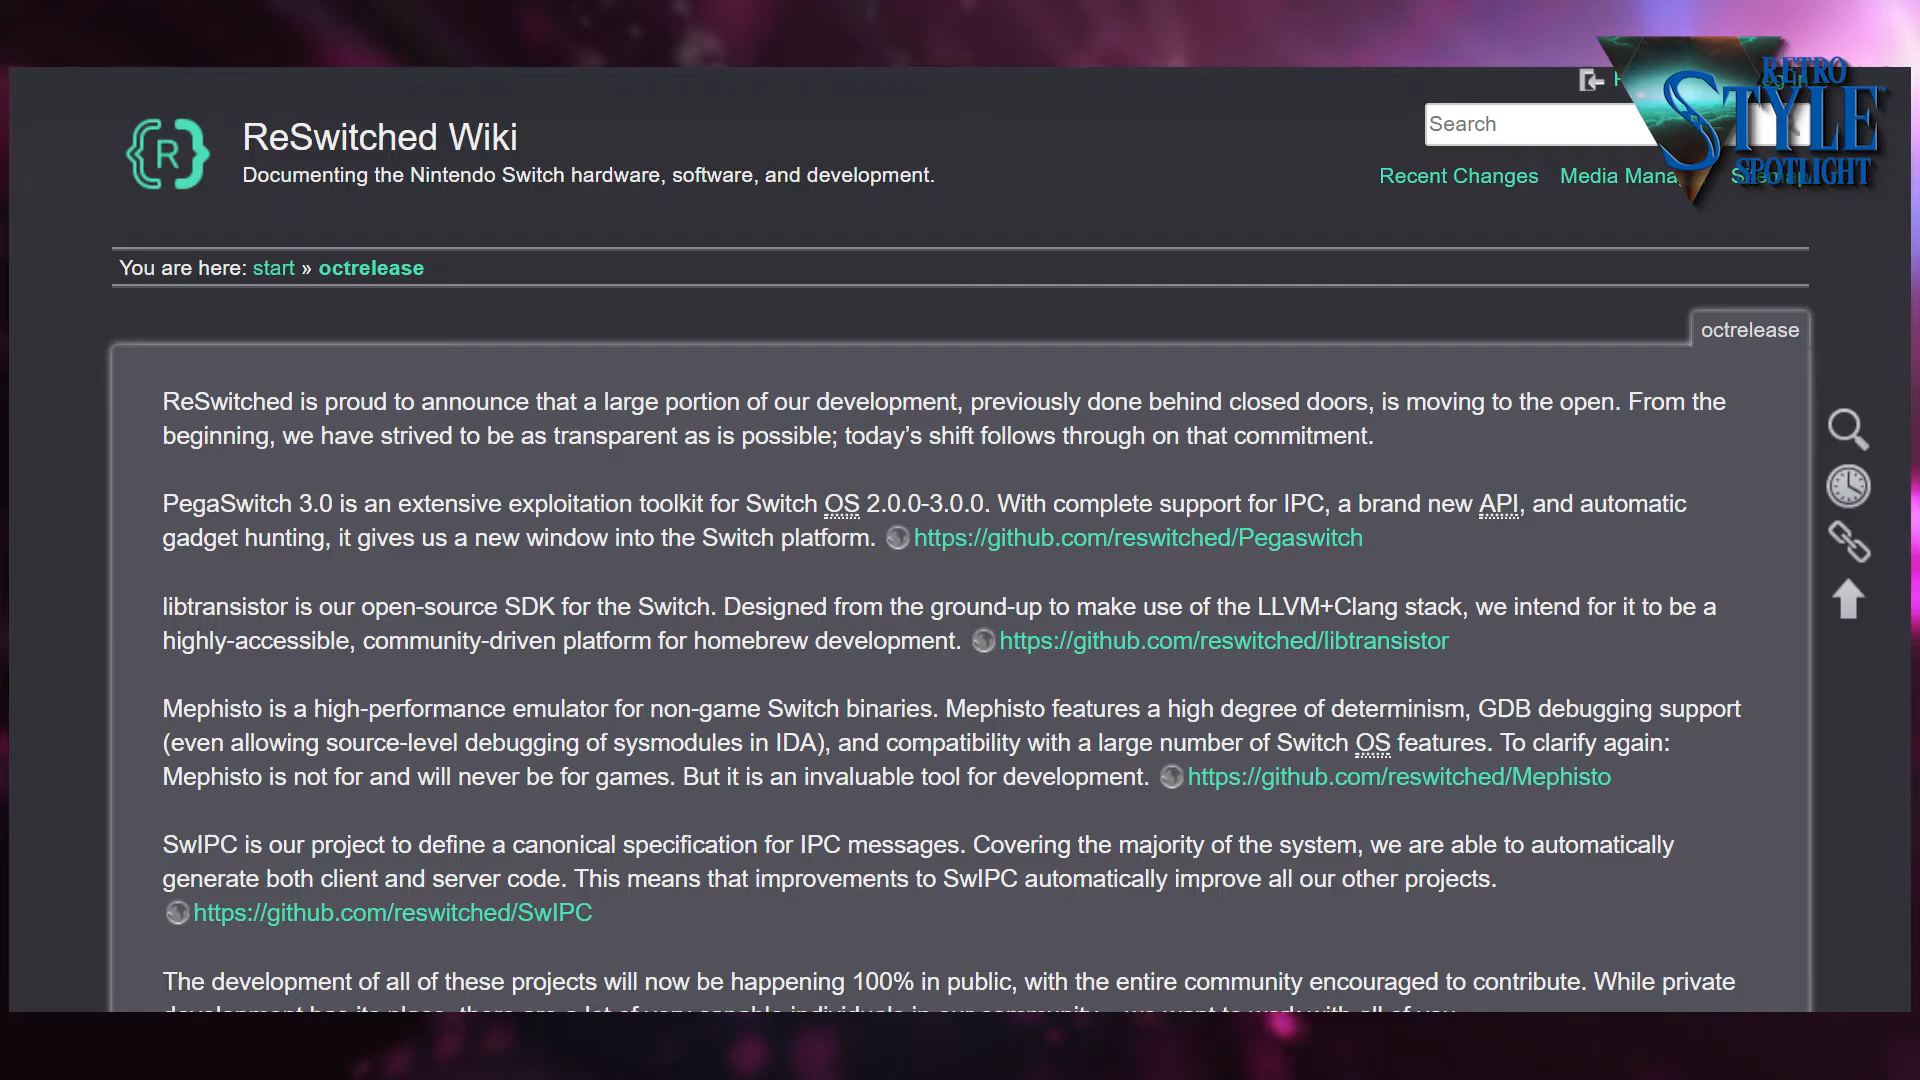 RETRO
STYLE
SPOTLIGHT
ReSwitched Wiki
Documenting the Nintendo Switch hardware, software, and development.
Search
Recent Changes Media Mana
You are here: start » octrelease
octrelease
ReSwitched is proud to announce that a large portion of our development, previously done behind closed doors, is moving to the open. From the
beginning, we have strived to be as transparent as is possible; today’s shift follows through on that commitment.
PegaSwitch 3.0 is an extensive exploitation toolkit for Switch OS 2.0.0-3.0.0. With complete support for IPC, a brand new API, and automatic
gadget hunting, it gives us a new window into the Switch platform. https://github.com/reswitched/Pegaswitch
libtransistor is our open-source SDK for the Switch. Designed from the ground-up to make use of the LLVM+Clang stack, we intend for it to be a
highly-accessible, community-driven platform for homebrew development. https://github.com/reswitched/libtransistor
Mephisto is a high-performance emulator for non-game Switch binaries. Mephisto features a high degree of determinism, GDB debugging support
(even allowing source-level debugging of sysmodules in IDA), and compatibility with a large number of Switch OS features. To clarify again:
Mephisto is not for and will never be for games. But it is an invaluable tool for development. https://github.com/reswitched/Mephisto
SwIPC is our project to define a canonical specification for IPC messages. Covering the majority of the system, we are able to automatically
generate both client and server code. This means that improvements to SwIPC automatically improve all our other projects.
https://github.com/reswitched/SwIPC
The development of all of these projects will now be happening 100% in public, with the entire community encouraged to contribute. While private